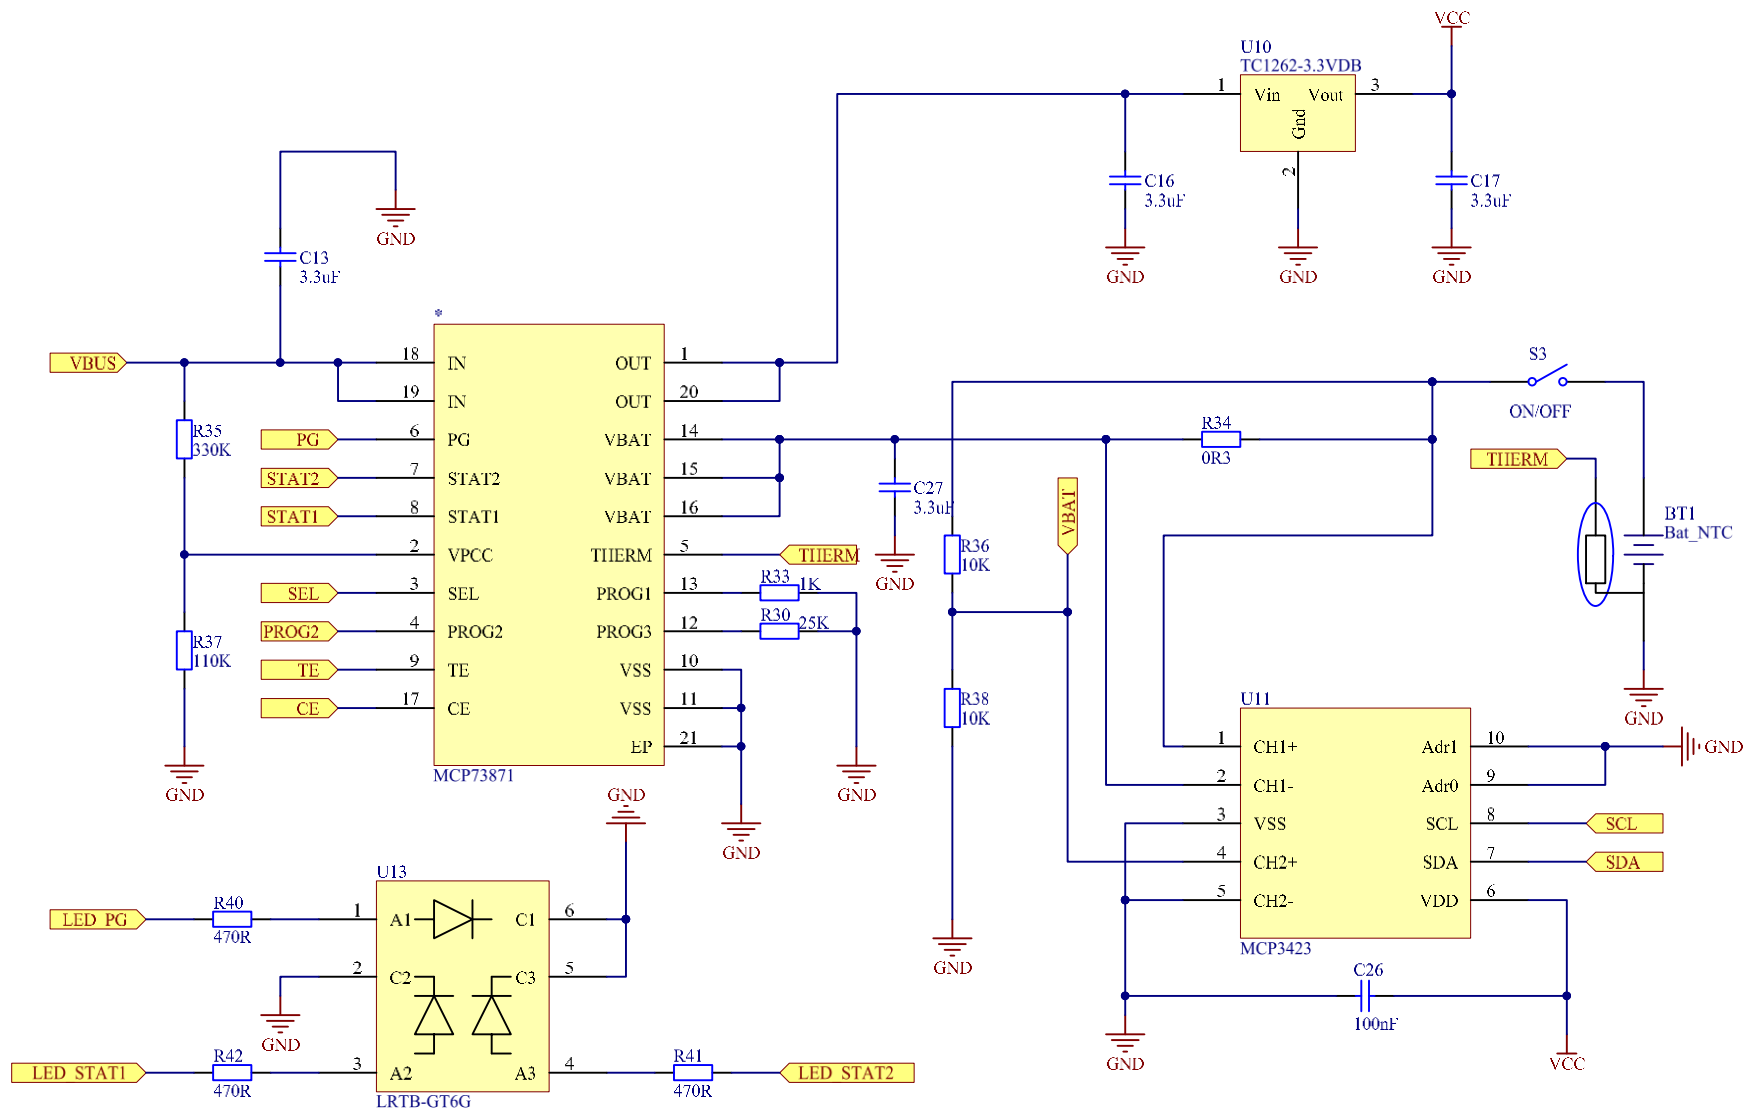 VCC
U10
TC1262-3.3VDB
1
Vin
Vout
3
Gnd
2
C16
3.3uF
C17
3.3uF
GND
GND
GND
GND
C13
3.3uF
*
VBUS
18
IN
OUT
1
19
IN
OUT
20
PG
6
PG
VBAT
14
STAT2
7
STAT2
VBAT
15
STAT1
8
STAT1
VBAT
16
2
VPCC
THERM
5
THERM
SEL
3
SEL
PROG1
13
R33
1K
PROG2
4
PROG2
PROG3
12
R30
25K
TE
9
TE
VSS
10
CE
17
CE
VSS
11
EP
21
MCP73871
R35
330K
R37
110K
GND
GND
GND
C27
3.3uF
GND
R36
10K
VBAT
R38
10K
GND
R34
0R3
S3
ON/OFF
THERM
BT1
Bat_NTC
GND
U11
1
CH1+
Adr1
10
GND
2
CH1-
Adr0
9
3
VSS
SCL
8
SCL
4
CH2+
SDA
7
SDA
5
CH2-
VDD
6
MCP3423
C26
100nF
GND
VCC
GND
U13
LED_PG
R40
470R
1
A1
C1
6
2
C2
C3
5
GND
LED_STAT1
R42
470R
3
A2
A3
4
R41
470R
LED_STAT2
LRTB-GT6G